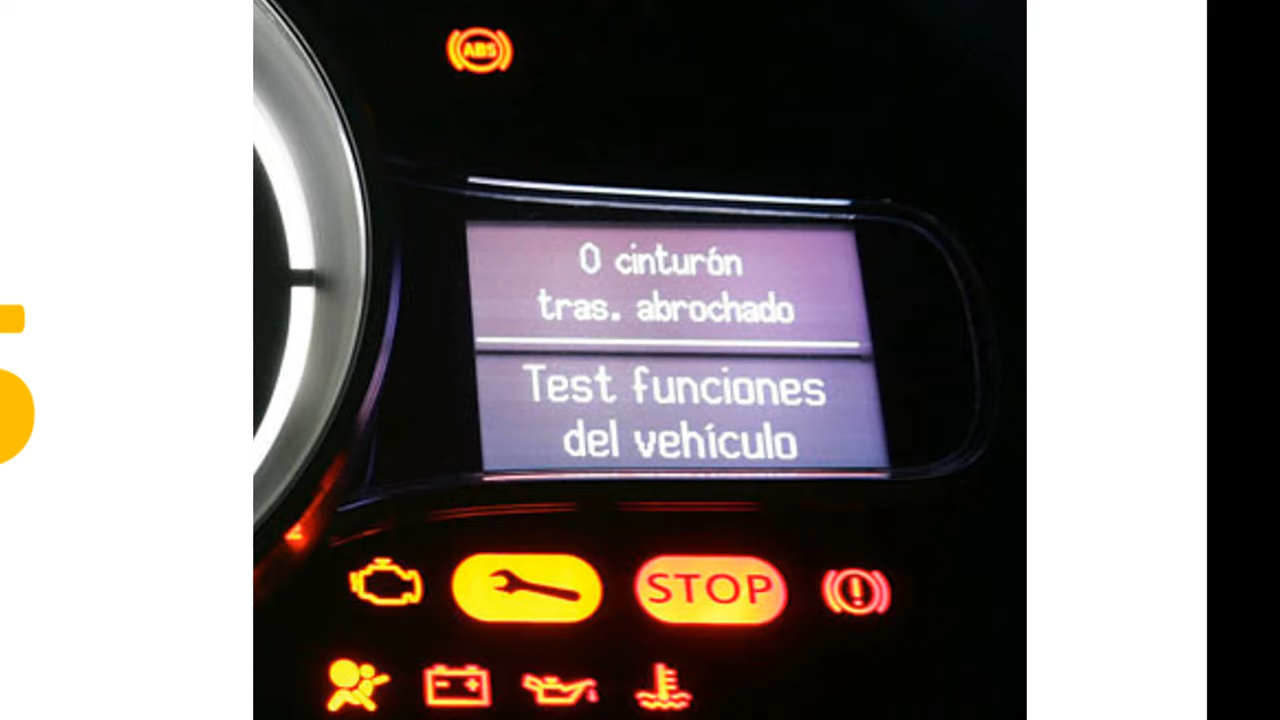 ABS
0 cinturón
tras. abrochado
Test funciones
del vehículo
STOP